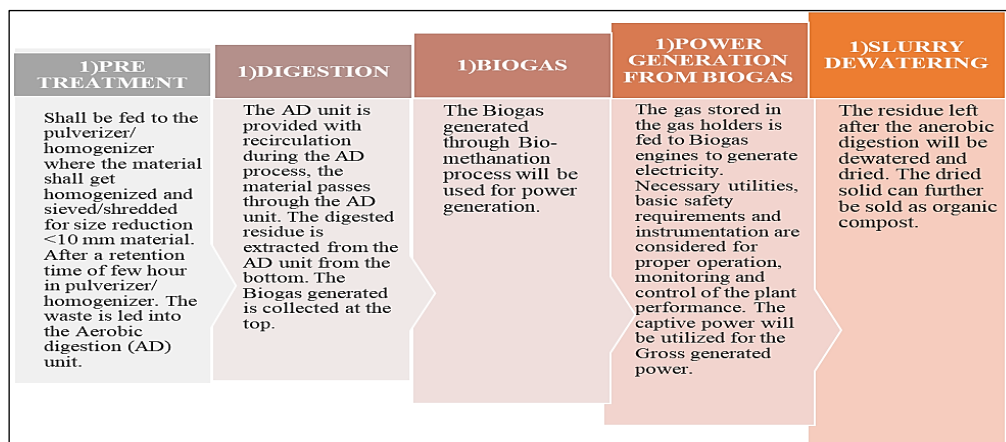 1)PRE
TREATMENT
Shall be fed to the
pulverizer/
homogenizer
where the material
shall get
homogenized and
sieved/shredded
for size reduction
<10 mm material.
After a retention
time of few hour
in pulverizer/
homogenizer. The
waste is led into
the Aerobic
digestion (AD)
unit.
1)DIGESTION
The AD unit is
provided with
recirculation
during the AD
process, the
material passes
through the AD
unit. The digested
residue is
extracted from the
AD unit from the
bottom. The
Biogas generated
is collected at the
top.
1)BIOGAS
The Biogas
generated
through Bio-
methanation
process will be
used for power
generation.
1)POWER
GENERATION
FROM BIOGAS
The gas stored in
the gas holders is
fed to Biogas
engines to generate
electricity.
Necessary utilities,
basic safety
requirements and
instrumentation are
considered for
proper operation,
monitoring and
control of the plant
performance. The
captive power will
be utilized for the
Gross generated
power.
1)SLURRY
DEWATERING
The residue left
after the anerobic
digestion will be
dewatered and
dried. The dried
solid can further
be sold as organic
compost.